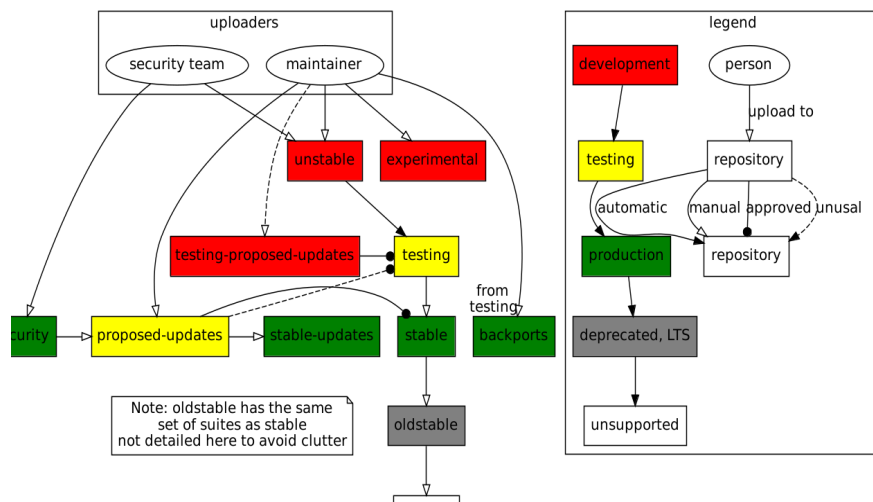 uploaders
legend
security team
maintainer
development
person
upload to
unstable
experimental
testing
repository
automatic
manual
approved
unusal
testing-proposed-updates
testing
production
repository
from
testing
curity
proposed-updates
stable-updates
stable
backports
deprecated, LTS
Note: oldstable has the same
set of suites as stable
not detailed here to avoid clutter
oldstable
unsupported